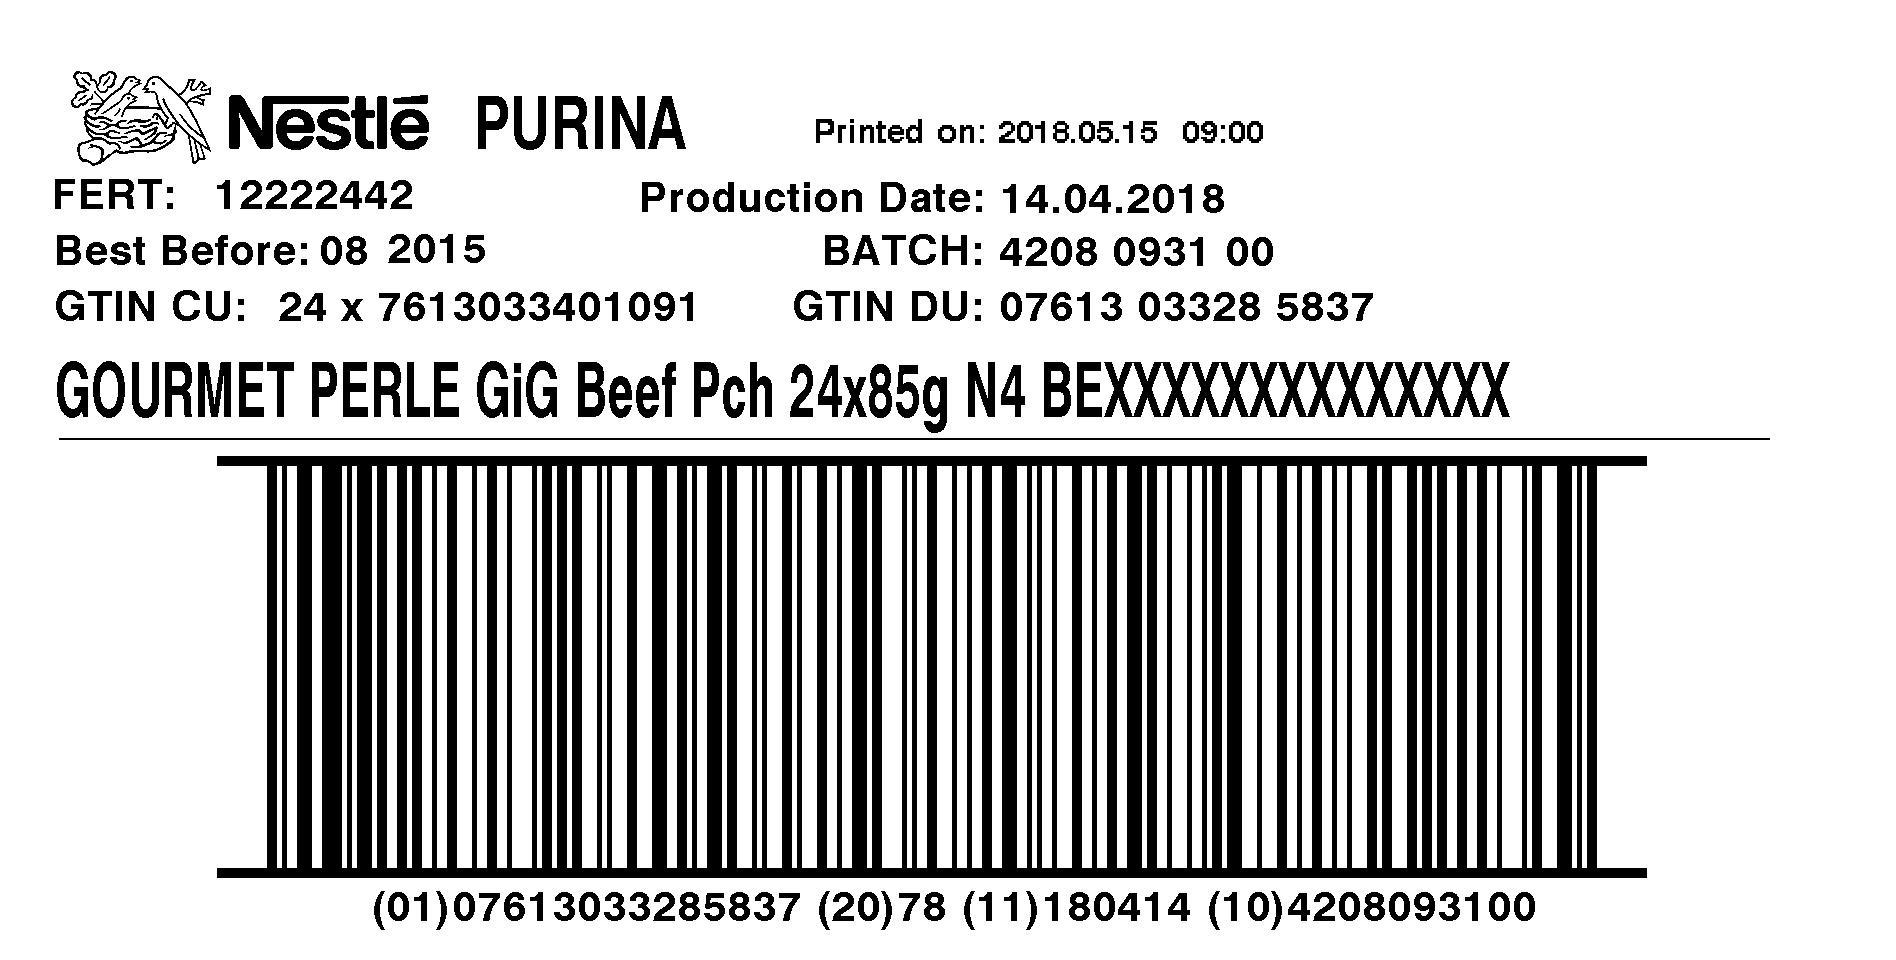 Nestlé PURINA Printed on: 2018.05.15 09:00
FERT: 12222442 Production Date: 14.04.2018
Best Before: 08 2015 BATCH: 4208 0931 00
GTIN CU: 24 x 7613033401091 GTIN DU: 07613 03328 5837
GOURMET PERLE GiG Beef Pch 24x85g N4 BEXXXXXXXXXXXXXX
(01)07613033285837 (20)78 (11)180414 (10)4208093100